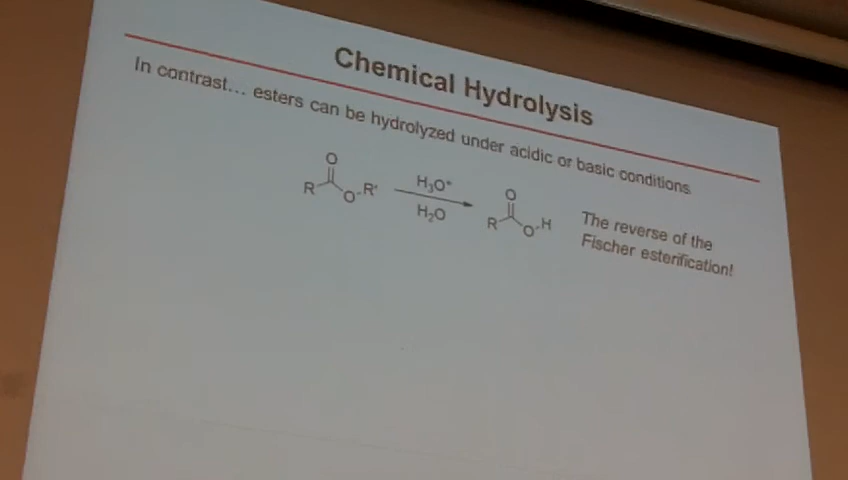 Chemical Hydrolysis
In contrast... esters can be hydrolyzed under acidic or basic conditions.
O
R O-R'
H₃O⁺
H₂O
O
R O-H
The reverse of the
Fischer esterification!